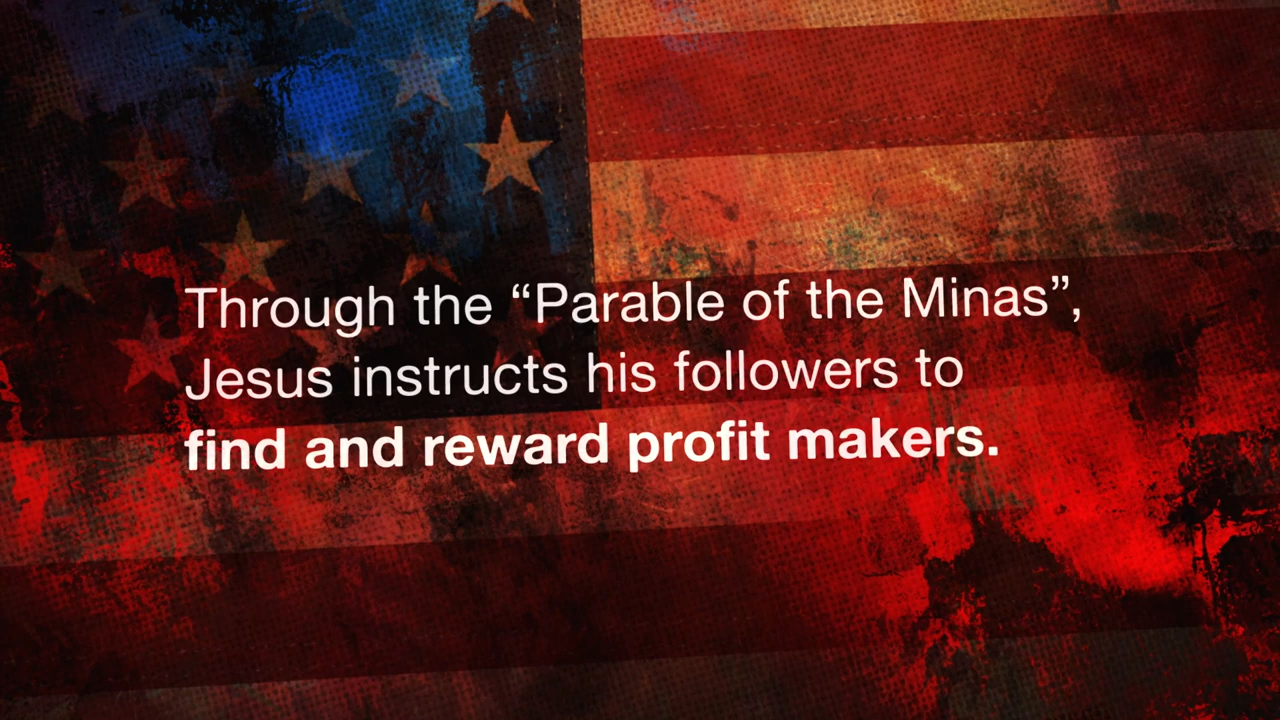 Through the “Parable of the Minas”,
Jesus instructs his followers to
find and reward profit makers.